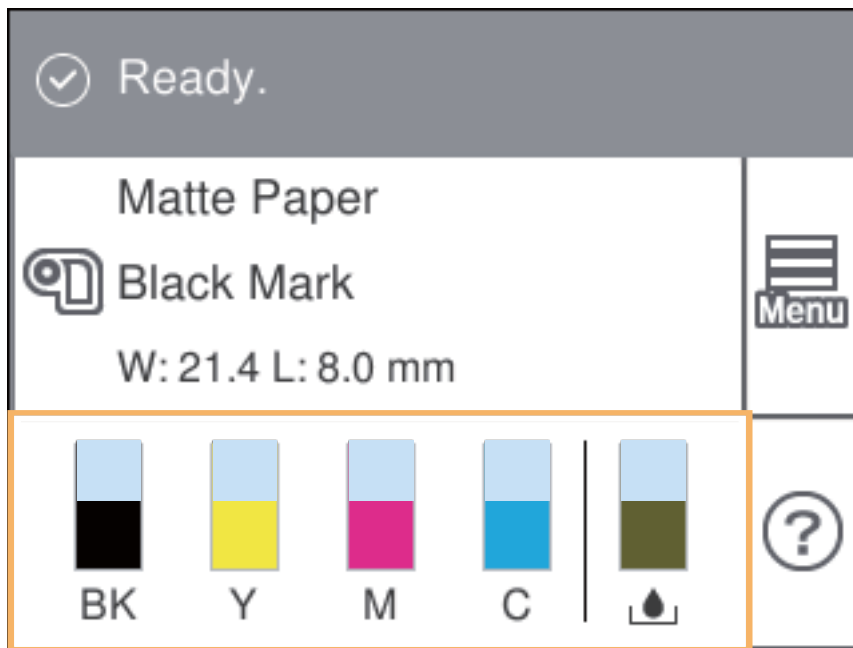 Ready.
Matte Paper
Black Mark
W: 21.4 L: 8.0 mm
Menu
BK Y M C
?